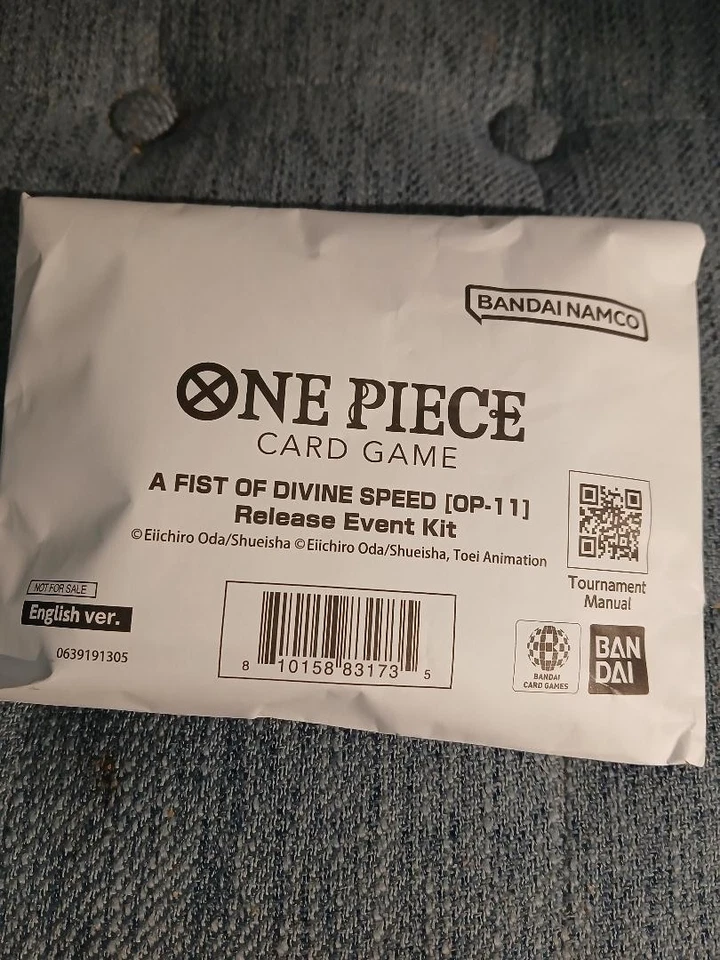 BANDAI NAMCO
ONE PIECE
CARD GAME
A FIST OF DIVINE SPEED [OP-11]
Release Event Kit
©Eiichiro Oda/Shueisha ©Eiichiro Oda/Shueisha, Toei Animation
Tournament
Manual
NOT FOR SALE
English ver.
0639191305
8 10158 83173 5
BANDAI
CARD GAMES
BAN
DAI